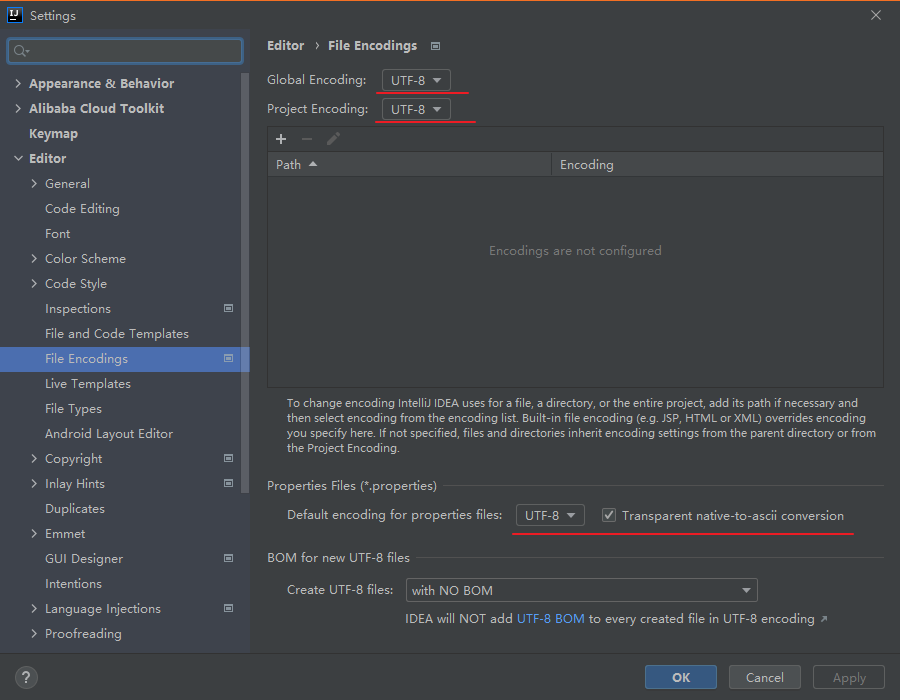 Settings
Appearance & Behavior
Alibaba Cloud Toolkit
Keymap
Editor
General
Code Editing
Font
Color Scheme
Code Style
Inspections
File and Code Templates
File Encodings
Live Templates
File Types
Android Layout Editor
Copyright
Inlay Hints
Duplicates
Emmet
GUI Designer
Intentions
Language Injections
Proofreading
Editor › File Encodings
Global Encoding: UTF-8
Project Encoding: UTF-8
Path Encoding
Encodings are not configured
To change encoding IntelliJ IDEA uses for a file, a directory, or the entire project, add its path if necessary and
then select encoding from the encoding list. Built-in file encoding (e.g. JSP, HTML or XML) overrides encoding
you specify here. If not specified, files and directories inherit encoding settings from the parent directory or from
the Project Encoding.
Properties Files (*.properties)
Default encoding for properties files: UTF-8 Transparent native-to-ascii conversion
BOM for new UTF-8 files
Create UTF-8 files: with NO BOM
IDEA will NOT add UTF-8 BOM to every created file in UTF-8 encoding ↗
? OK Cancel Apply